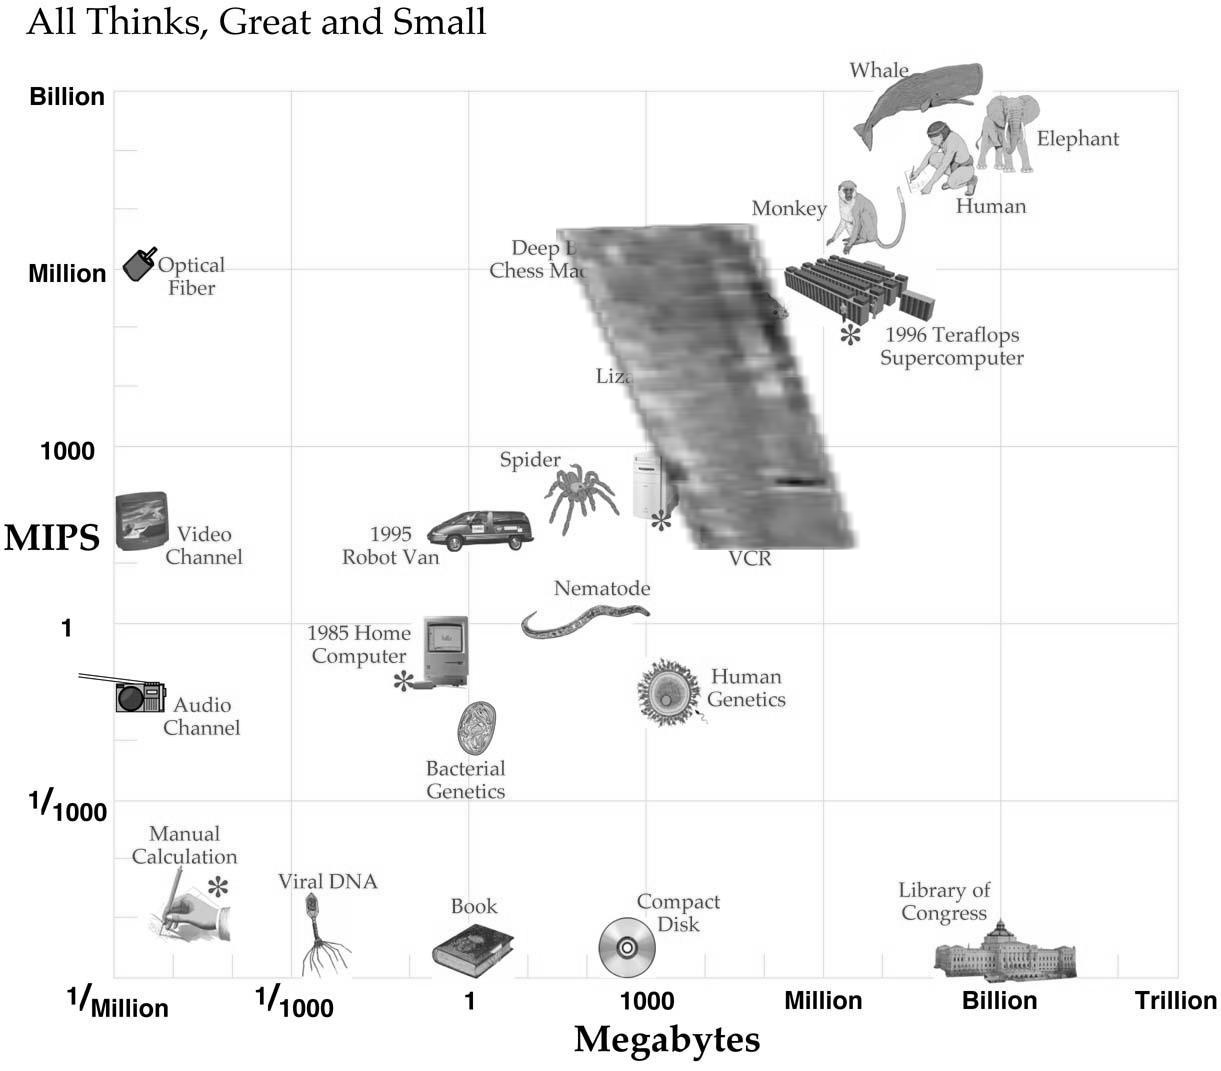 All Thinks, Great and Small
Whale
Billion
Elephant
Monkey
Human
Deep
Optical
Fiber
Million
1996 Teraflops
Supercomputer
1000
Spider
MIPS
Video
Channel
1995
Robot Van
VCR
Nematode
1
1985 Home
Computer
*
Human
Genetics
Audio
Channel
Bacterial
Genetics
1/1000
Manual
Calculation
*
Viral DNA
Book
Compact
Disk
Library of
Congress
1/Million
1/1000
1
1000
Million
Billion
Trillion
Megabytes